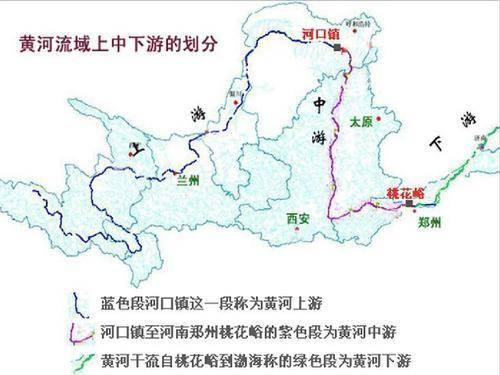 黄河流域上中下游的划分
呼和浩特
河口镇
银川
上
游
中
游
下
游
太原
济南
西宁
兰州
桃花峪
西安
郑州
蓝色段河口镇这一段称为黄河上游
河口镇至河南郑州桃花峪的紫色段为黄河中游
黄河干流自桃花峪到渤海称的绿色段为黄河下游